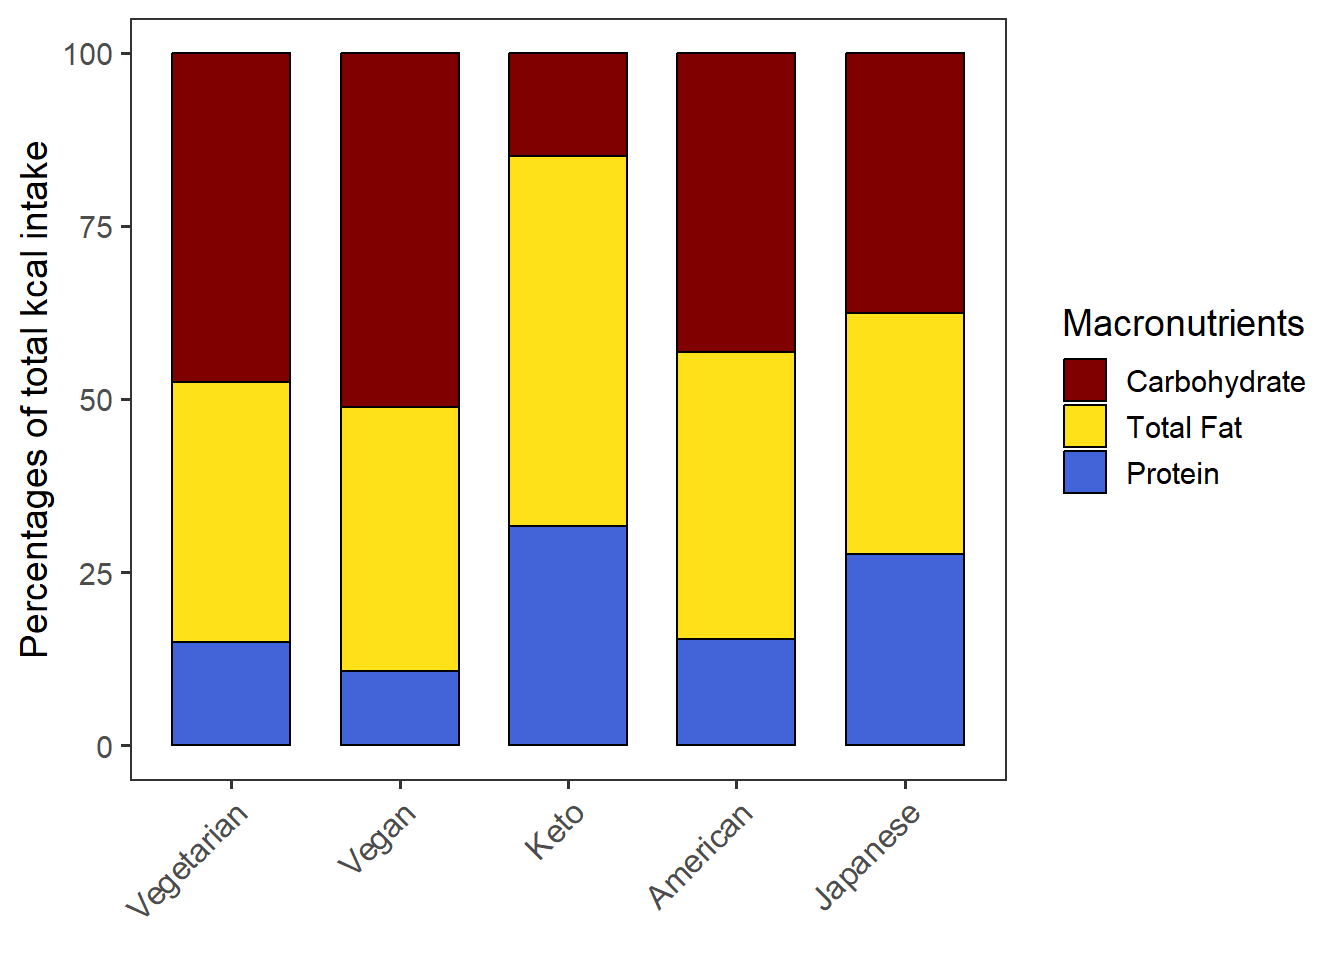 Percentages of total kcal intake
100
75
50
25
0
Vegetarian
Vegan
Keto
American
Japanese
Macronutrients
Carbohydrate
Total Fat
Protein